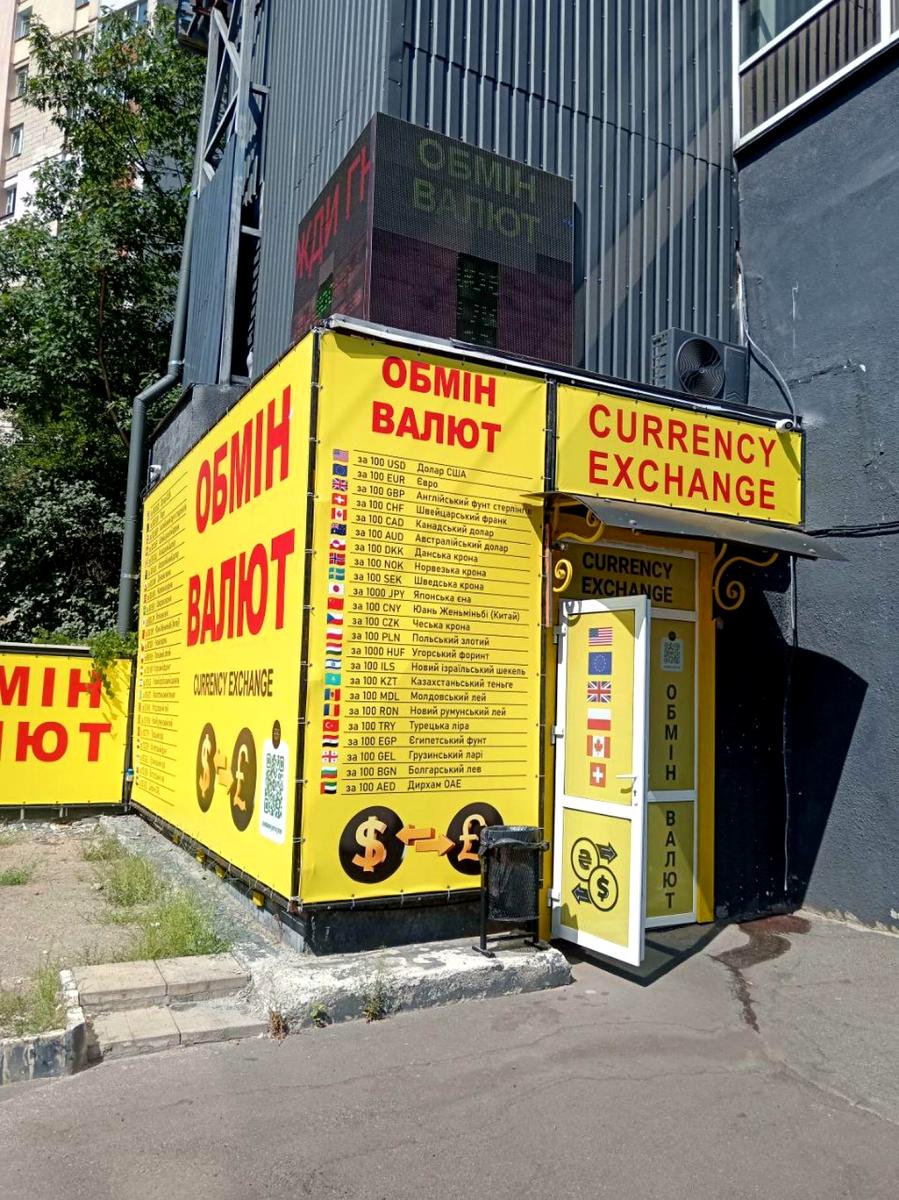 ЖДИ ГН
ОБМІН
ВАЛЮТ
ОБМІН
ВАЛЮТ
CURRENCY EXCHANGE
ОБМІН
ВАЛЮТ
за 100 USD Долар США
за 100 EUR Євро
за 100 GBP Англійський фунт стерлінгів
за 100 CHF Швейцарський франк
за 100 CAD Канадський долар
за 100 AUD Австралійський долар
за 100 DKK Данська крона
за 100 NOK Норвезька крона
за 100 SEK Шведська крона
за 1000 JPY Японська єна
за 100 CNY Юань Женьміньбі (Китай)
за 100 CZK Чеська крона
за 100 PLN Польський злотий
за 1000 HUF Угорський форинт
за 100 ILS Новий ізраїльський шекель
за 100 KZT Казахстанський теньге
за 100 MDL Молдовський лей
за 100 RON Новий румунський лей
за 100 TRY Турецька ліра
за 100 EGP Єгипетський фунт
за 100 GEL Грузинський ларі
за 100 BGN Болгарський лев
за 100 AED Дирхам ОАЕ
$ £
$ £
CURRENCY
EXCHANGE
CURRENCY
EXCHANGE
ОБМІН ВАЛЮТ
₴
$
МІН
ЮТ